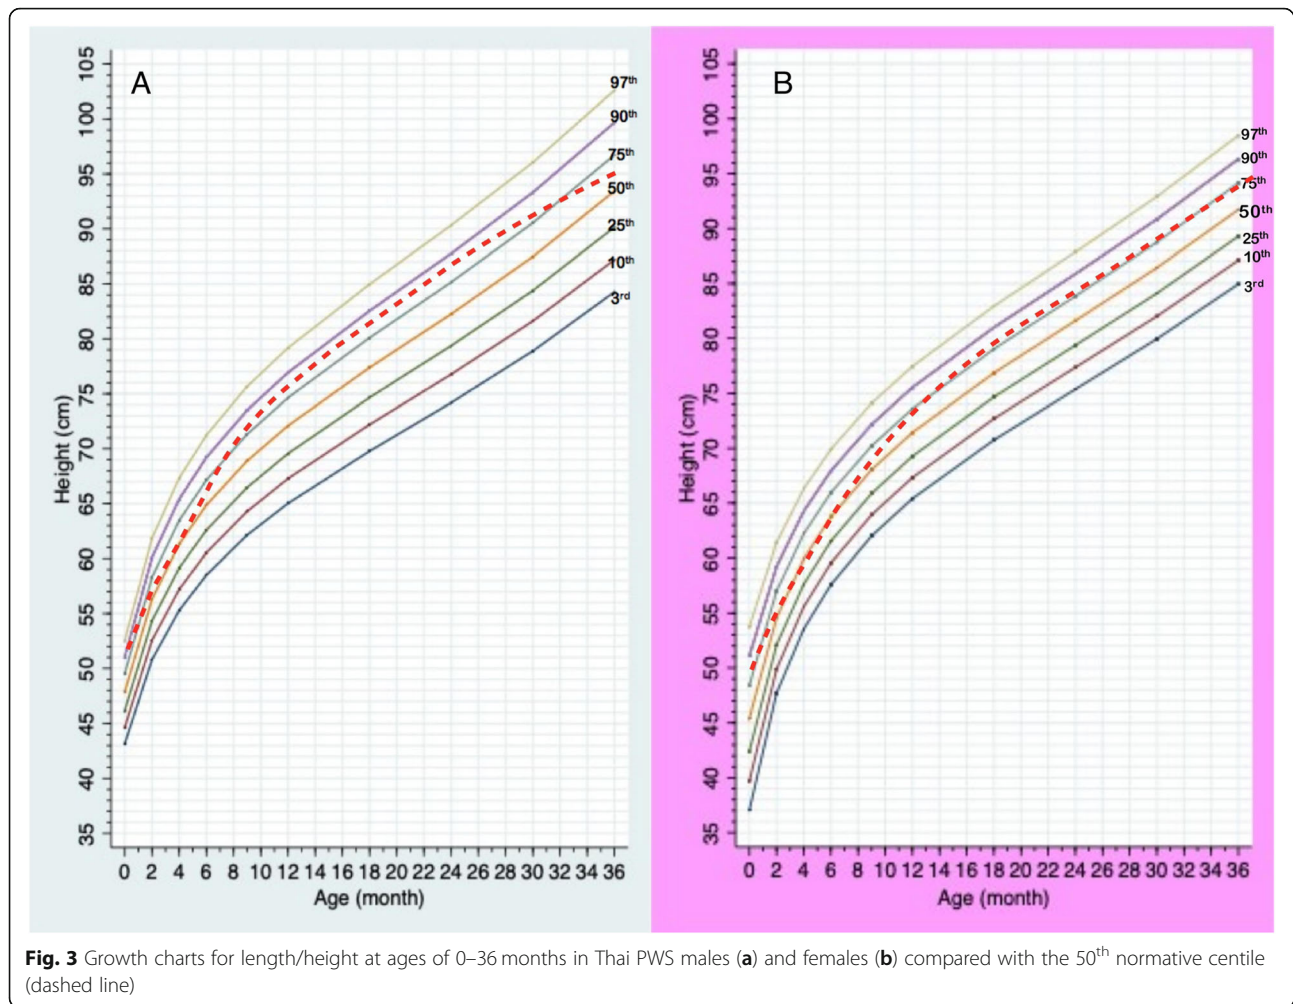 A
B
105
100
95
90
85
80
75
70
65
60
55
50
45
40
35
Height (cm)
97th
90th
75th
50th
25th
10th
3rd
0 2 4 6 8 10 12 14 16 18 20 22 24 26 28 30 32 34 36
Age (month)
105
100
95
90
85
80
75
70
65
60
55
50
45
40
35
Height (cm)
97th
90th
75th
50th
25th
10th
3rd
0 2 4 6 8 10 12 14 16 18 20 22 24 26 28 30 32 34 36
Age (month)
Fig. 3 Growth charts for length/height at ages of 0–36 months in Thai PWS males (a) and females (b) compared with the 50th normative centile
(dashed line)